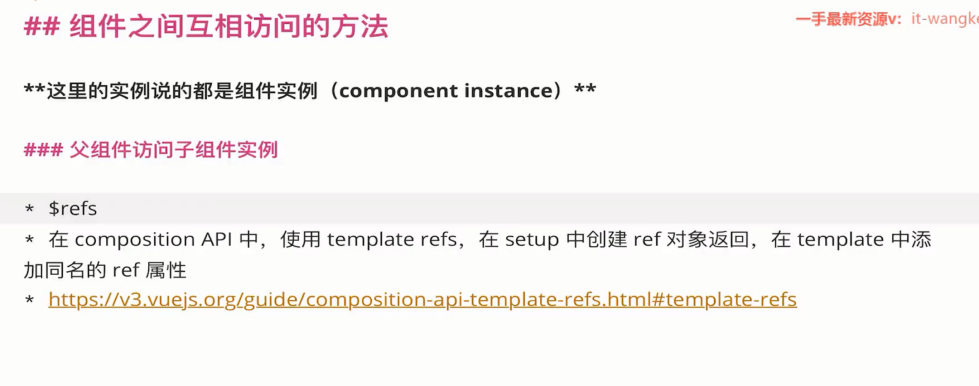 ## 组件之间互相访问的方法
一手最新资源v：it-wangke
**这里的实例说的都是组件实例（component instance）**
### 父组件访问子组件实例
* $refs
* 在 composition API 中，使用 template refs，在 setup 中创建 ref 对象返回，在 template 中添
加同名的 ref 属性
* https://v3.vuejs.org/guide/composition-api-template-refs.html#template-refs